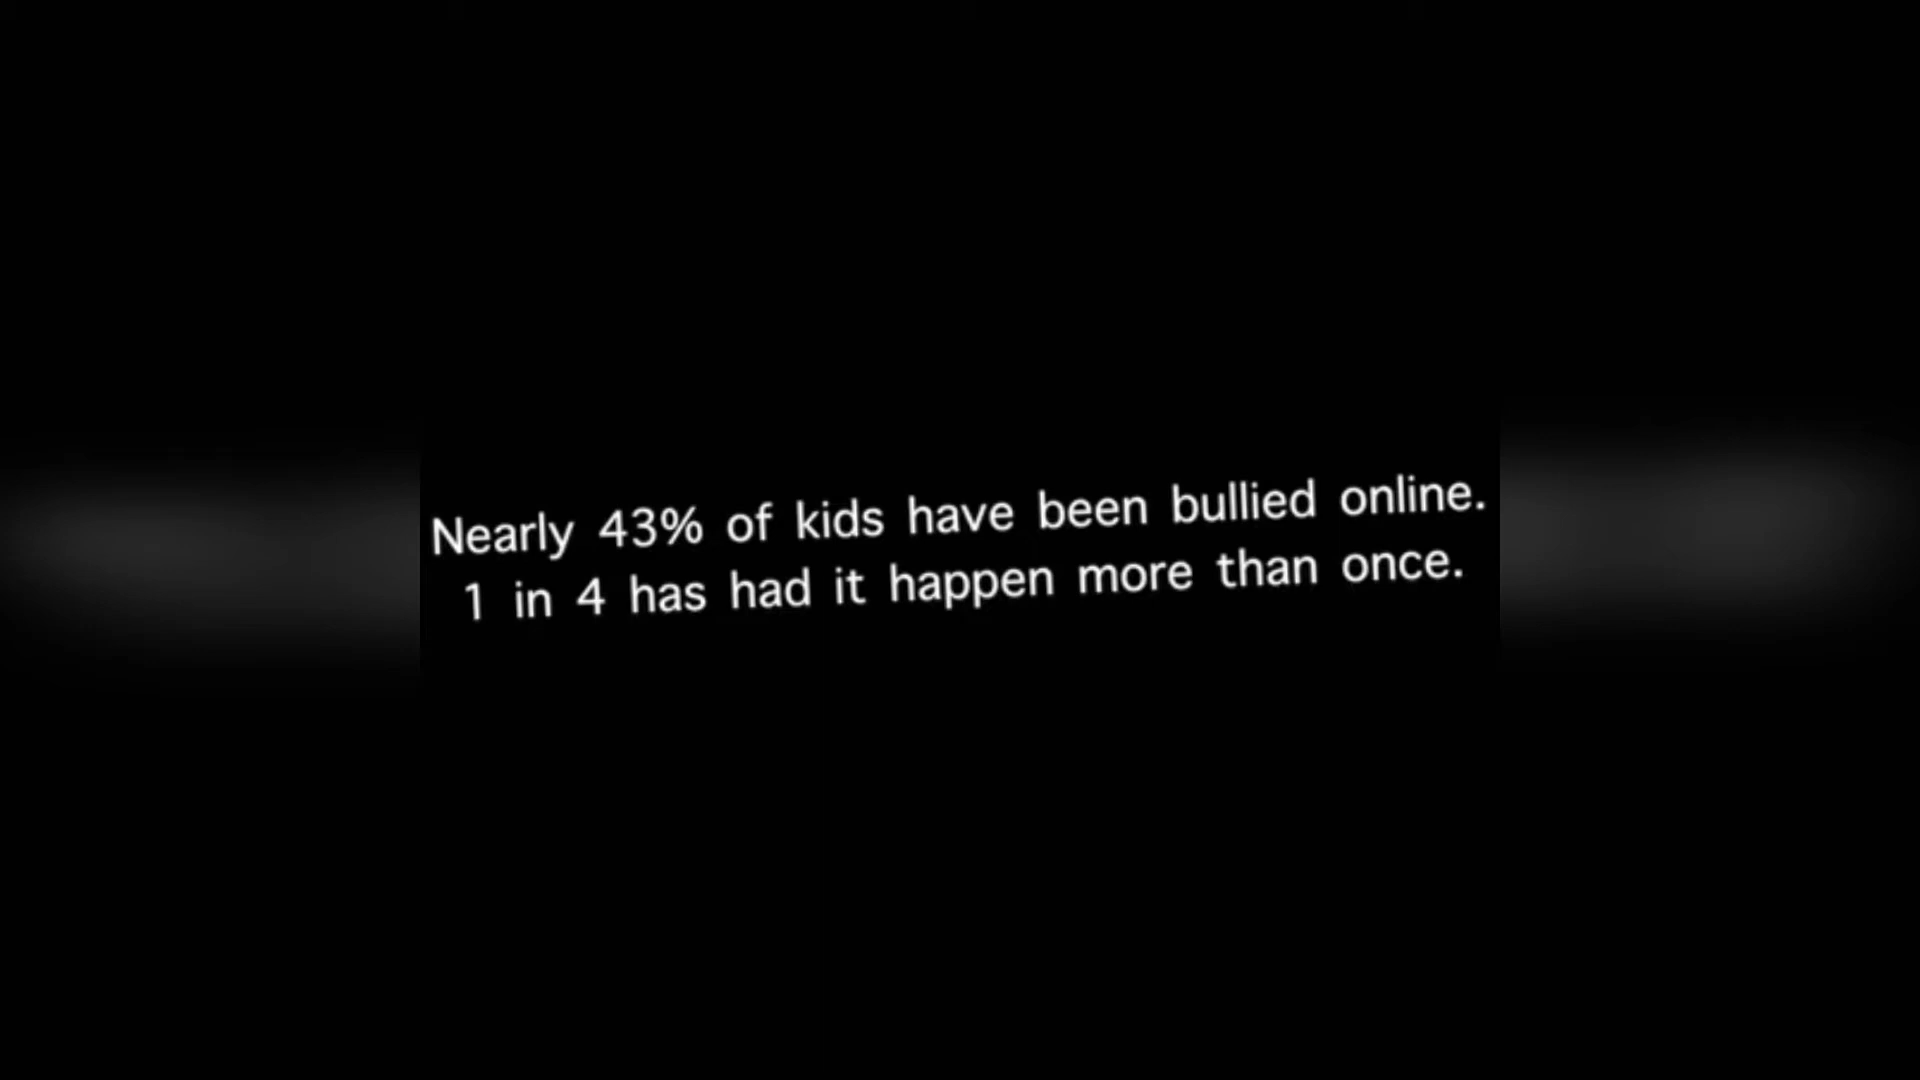 Nearly 43% of kids have been bullied online.
1 in 4 has had it happen more than once.